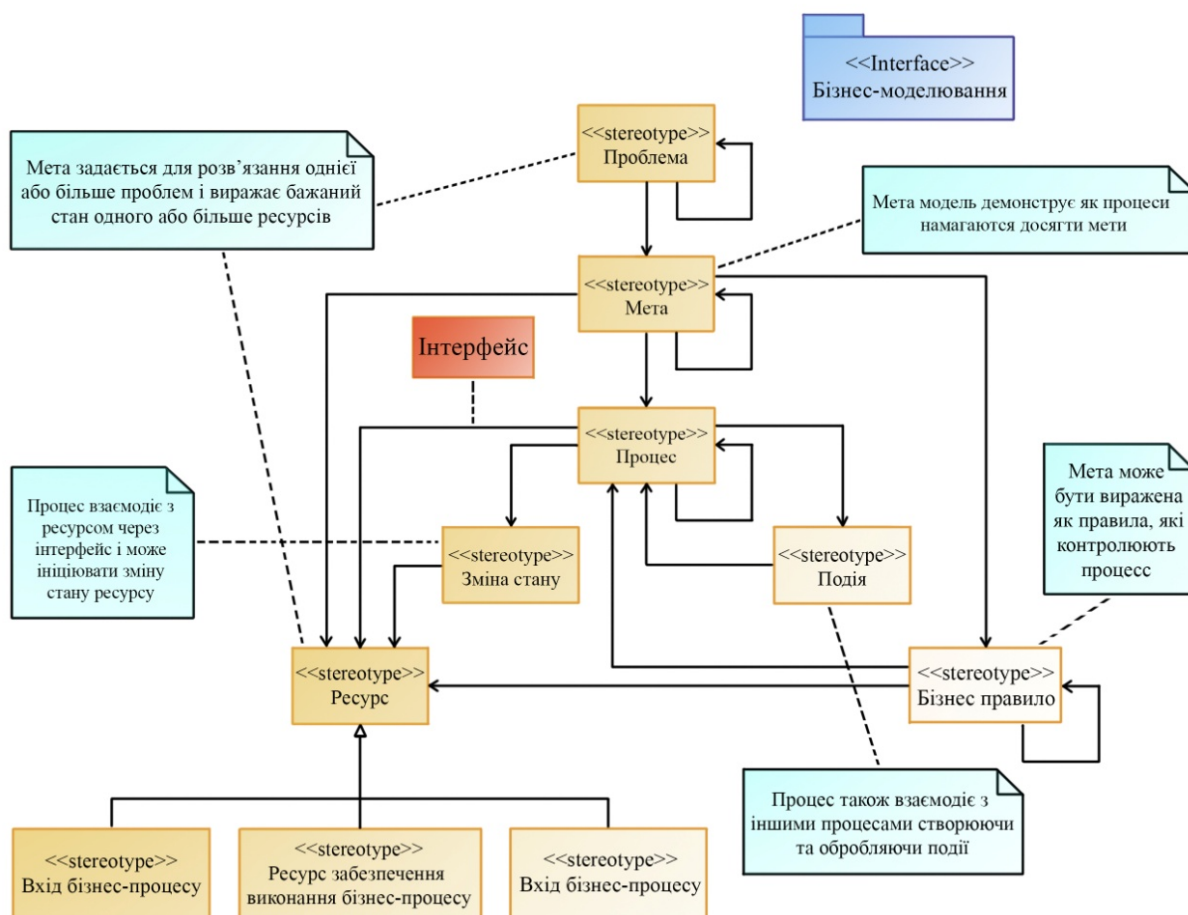 <<Interface>>
Бізнес-моделювання
<<stereotype>>
Проблема
Мета задається для розв’язання однієї
або більше проблем і виражає бажаний
стан одного або більше ресурсів
Мета модель демонструє як процеси
намагаются досягти мети
<<stereotype>>
Мета
Інтерфейс
<<stereotype>>
Процес
Мета може
бути виражена
як правила, які
контролюють
процесс
Процес взаємодіє з
ресурсом через
інтерфейс і може
ініціювати зміну
стану ресурсу
<<stereotype>>
Зміна стану
<<stereotype>>
Подія
<<stereotype>>
Ресурс
<<stereotype>>
Бізнес правило
Процес також взаємодіє з
іншими процесами створюючи
та обробляючи події
<<stereotype>>
Вхід бізнес-процесу
<<stereotype>>
Ресурс забезпечення
виконання бізнес-процесу
<<stereotype>>
Вхід бізнес-процесу